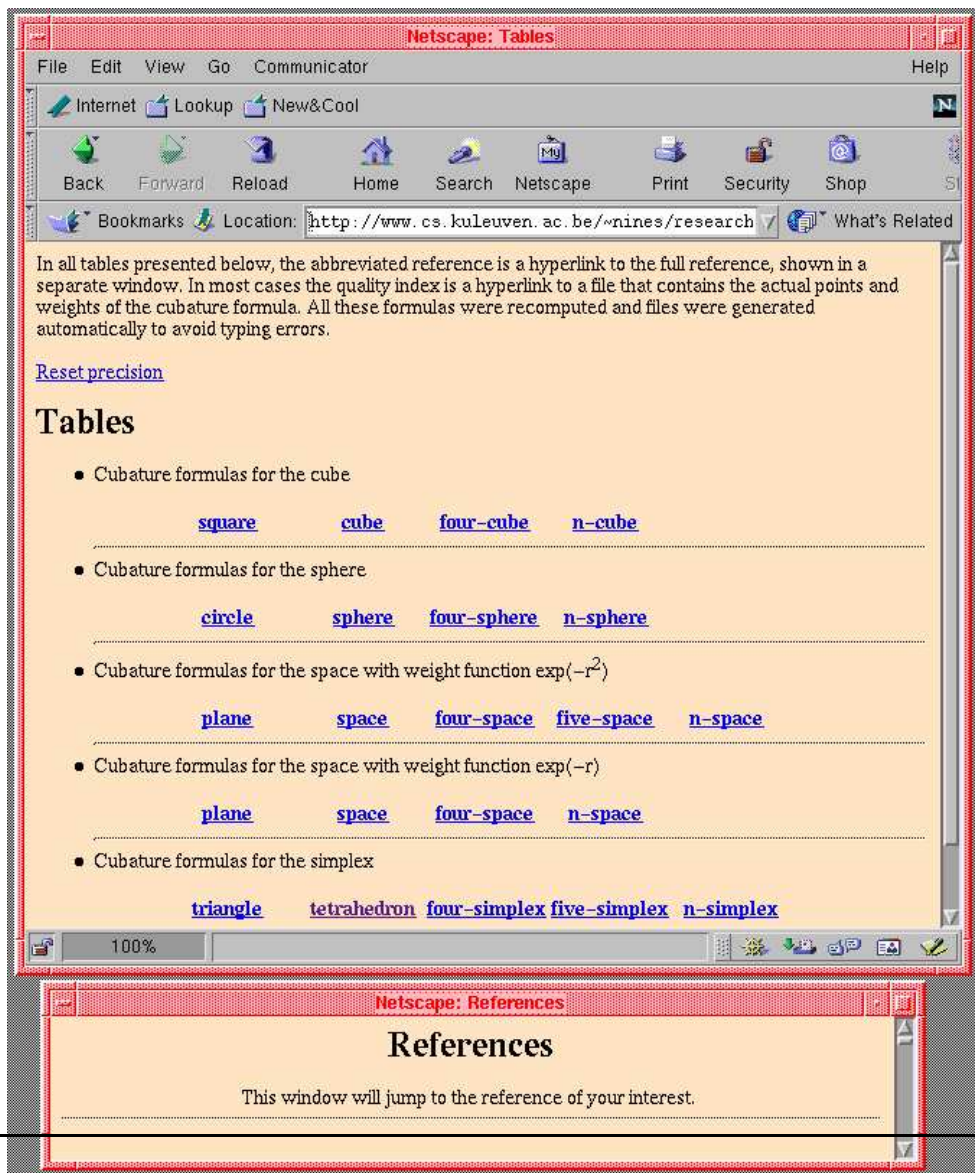 Netscape: Tables
File Edit View Go Communicator Help
Internet Lookup New&Cool N
Back Forward Reload Home Search Netscape Print Security Shop
Bookmarks Location: http://www.cs.kuleuven.ac.be/~nines/research What's Related
In all tables presented below, the abbreviated reference is a hyperlink to the full reference, shown in a
separate window. In most cases the quality index is a hyperlink to a file that contains the actual points and
weights of the cubature formula. All these formulas were recomputed and files were generated
automatically to avoid typing errors.
Reset precision
Tables
• Cubature formulas for the cube
square cube four-cube n-cube
• Cubature formulas for the sphere
circle sphere four-sphere n-sphere
• Cubature formulas for the space with weight function exp(−r²)
plane space four-space five-space n-space
• Cubature formulas for the space with weight function exp(−r)
plane space four-space n-space
• Cubature formulas for the simplex
triangle tetrahedron four-simplex five-simplex n-simplex
100%
Netscape: References
References
This window will jump to the reference of your interest.